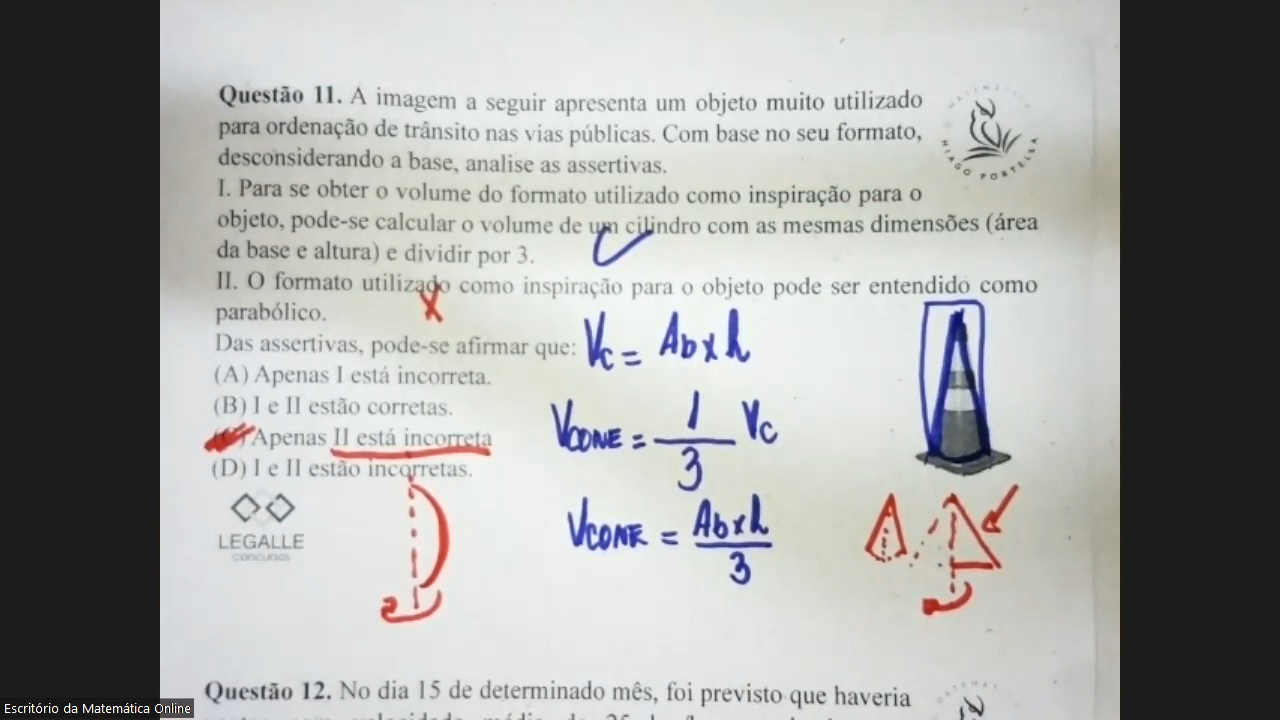 Questão 11. A imagem a seguir apresenta um objeto muito utilizado
para ordenação de trânsito nas vias públicas. Com base no seu formato,
desconsiderando a base, analise as assertivas.
I. Para se obter o volume do formato utilizado como inspiração para o
objeto, pode-se calcular o volume de um cilindro com as mesmas dimensões (área
da base e altura) e dividir por 3.
II. O formato utilizado como inspiração para o objeto pode ser entendido como
parabólico.
Das assertivas, pode-se afirmar que:
(A) Apenas I está incorreta.
(B) I e II estão corretas.
Apenas II está incorreta
(D) I e II estão incorretas.
Vc = Ab x h
VCONE = 1/3 Vc
VCONE = Ab x h / 3
LEGALLE
CONCURSOS
MATEMÁTICA
THIAGO PORTELLA
Questão 12. No dia 15 de determinado mês, foi previsto que haveria
Escritório da Matemática Online